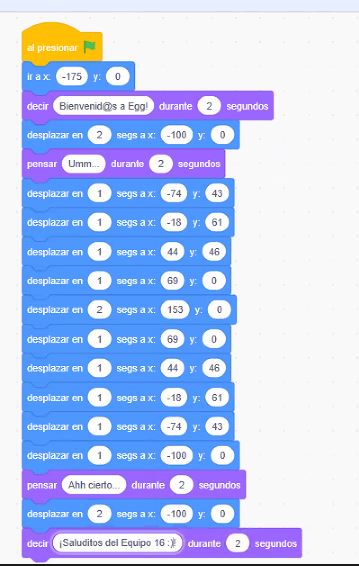 al presionar
ir a x: -175 y: 0
decir Bienvenid@s a Egg! durante 2 segundos
desplazar en 2 segs a x: -100 y: 0
pensar Umm... durante 2 segundos
desplazar en 1 segs a x: -74 y: 43
desplazar en 1 segs a x: -18 y: 61
desplazar en 1 segs a x: 44 y: 46
desplazar en 1 segs a x: 69 y: 0
desplazar en 2 segs a x: 153 y: 0
desplazar en 1 segs a x: 69 y: 0
desplazar en 1 segs a x: 44 y: 46
desplazar en 1 segs a x: -18 y: 61
desplazar en 1 segs a x: -74 y: 43
desplazar en 1 segs a x: -100 y: 0
pensar Ahh cierto... durante 2 segundos
desplazar en 2 segs a x: -100 y: 0
decir ¡Saluditos del Equipo 16 :)! durante 2 segundos